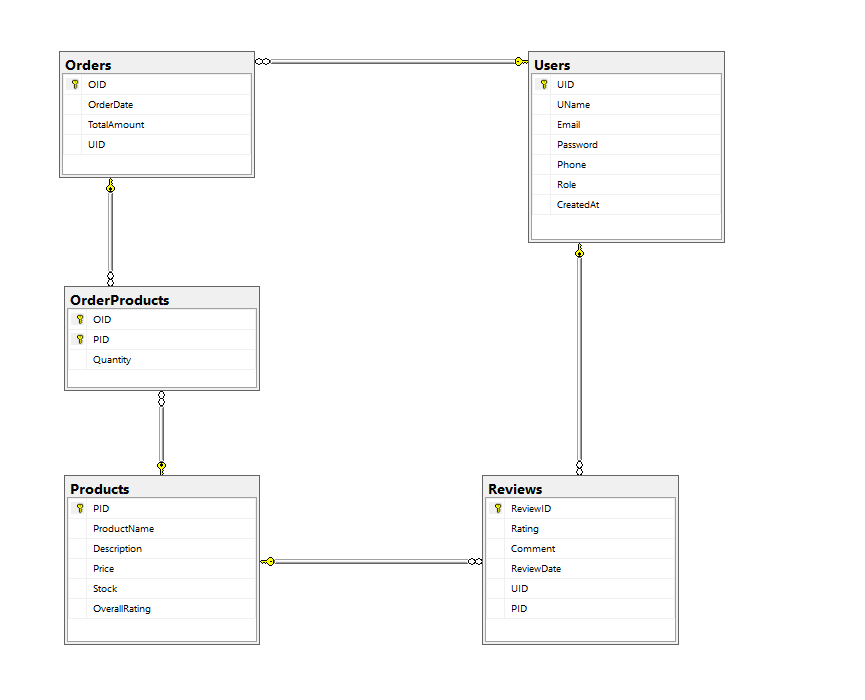 Orders
OID
OrderDate
TotalAmount
UID
Users
UID
UName
Email
Password
Phone
Role
CreatedAt
OrderProducts
OID
PID
Quantity
Products
PID
ProductName
Description
Price
Stock
OverallRating
Reviews
ReviewID
Rating
Comment
ReviewDate
UID
PID